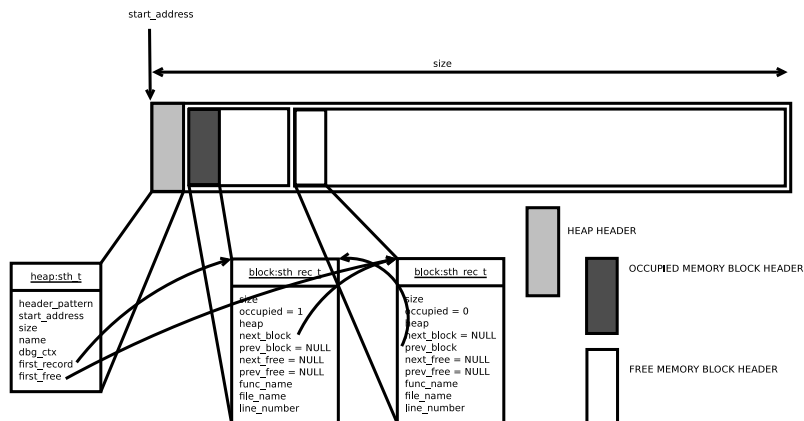 start_address
size
HEAP HEADER
OCCUPIED MEMORY BLOCK HEADER
FREE MEMORY BLOCK HEADER
heap:sth_t
header_pattern
start_address
size
name
dbg_ctx
first_record
first_free
block:sth_rec_t
size
occupied = 1
heap
next_block
prev_block = NULL
next_free = NULL
prev_free = NULL
func_name
file_name
line_number
block:sth_rec_t
size
occupied = 0
heap
next_block = NULL
prev_block
next_free = NULL
prev_free = NULL
func_name
file_name
line_number